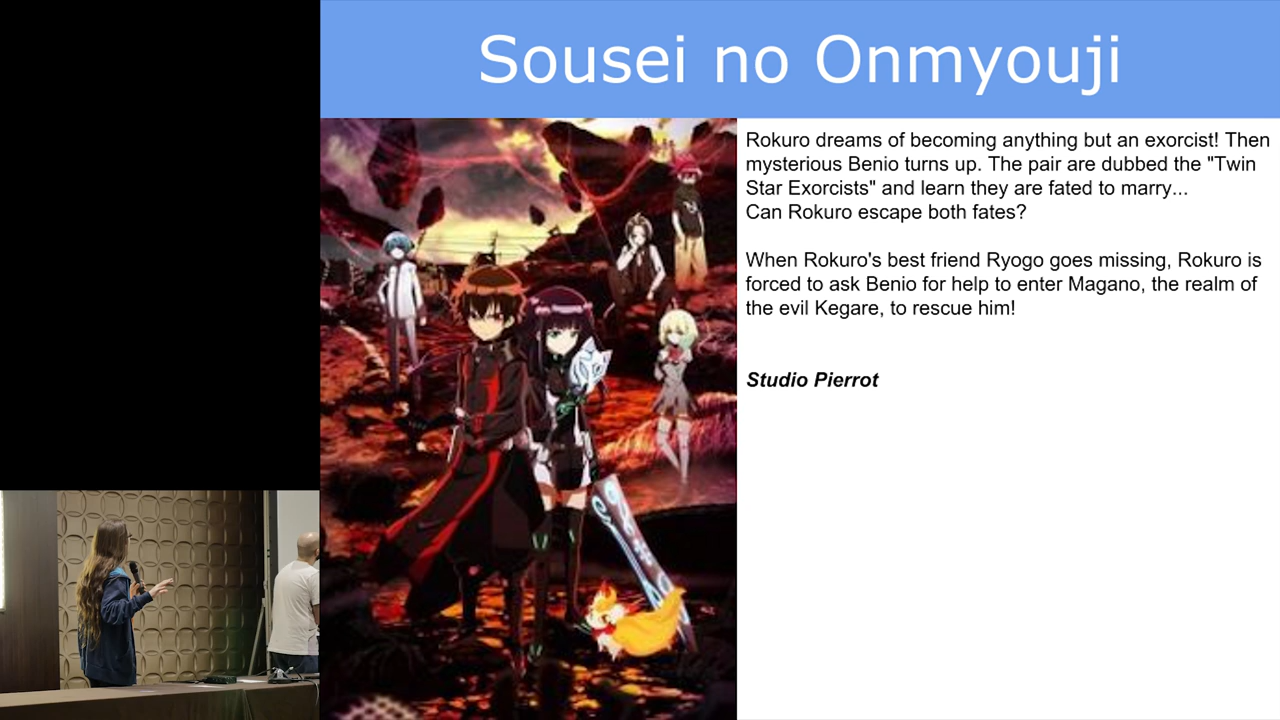 Sousei no Onmyouji
Rokuro dreams of becoming anything but an exorcist! Then
mysterious Benio turns up. The pair are dubbed the "Twin
Star Exorcists" and learn they are fated to marry...
Can Rokuro escape both fates?
When Rokuro's best friend Ryogo goes missing, Rokuro is
forced to ask Benio for help to enter Magano, the realm of
the evil Kegare, to rescue him!
Studio Pierrot